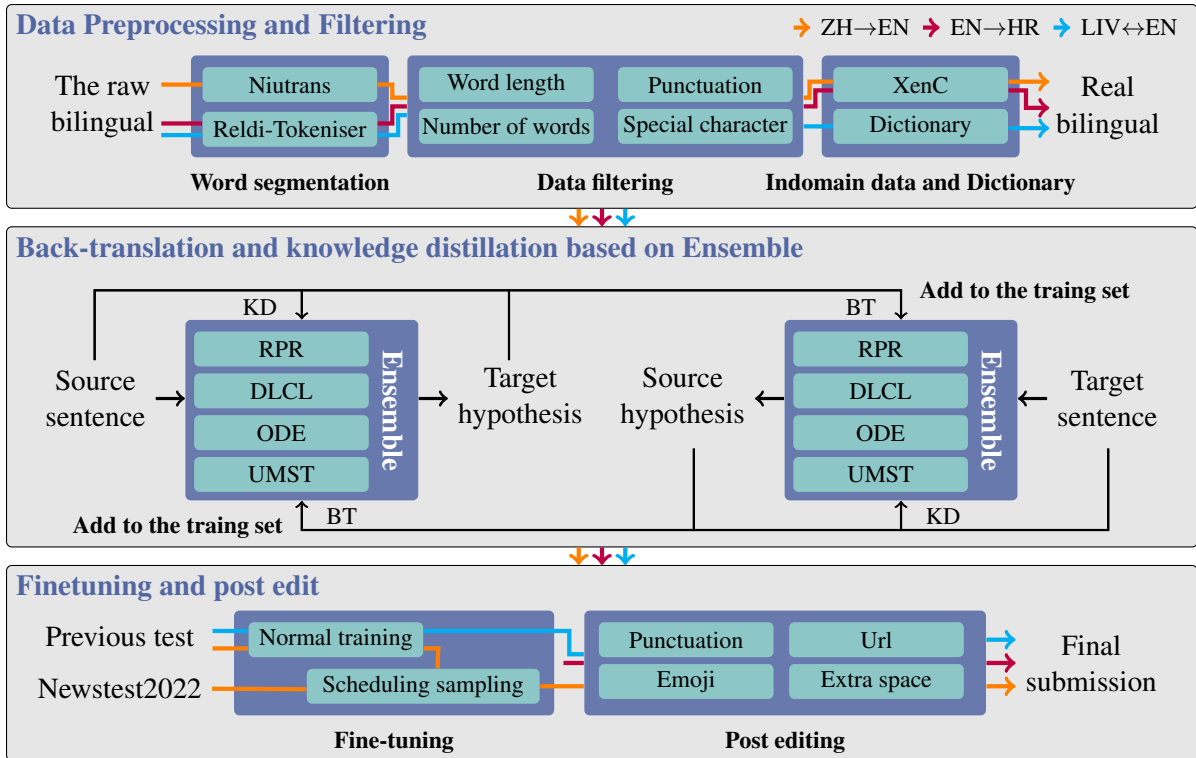 Data Preprocessing and Filtering
ZH→EN
EN→HR
LIV↔EN
The raw
bilingual
Niutrans
Reldi-Tokeniser
Word length
Punctuation
Number of words
Special character
XenC
Dictionary
Real
bilingual
Word segmentation
Data filtering
Indomain data and Dictionary
Back-translation and knowledge distillation based on Ensemble
Add to the traing set
KD
BT
Source
sentence
RPR
DLCL
ODE
UMST
Ensemble
Target
hypothesis
Source
hypothesis
RPR
DLCL
ODE
UMST
Ensemble
Target
sentence
Add to the traing set
BT
KD
Finetuning and post edit
Previous test
Newstest2022
Normal training
Scheduling sampling
Punctuation
Url
Emoji
Extra space
Final
submission
Fine-tuning
Post editing